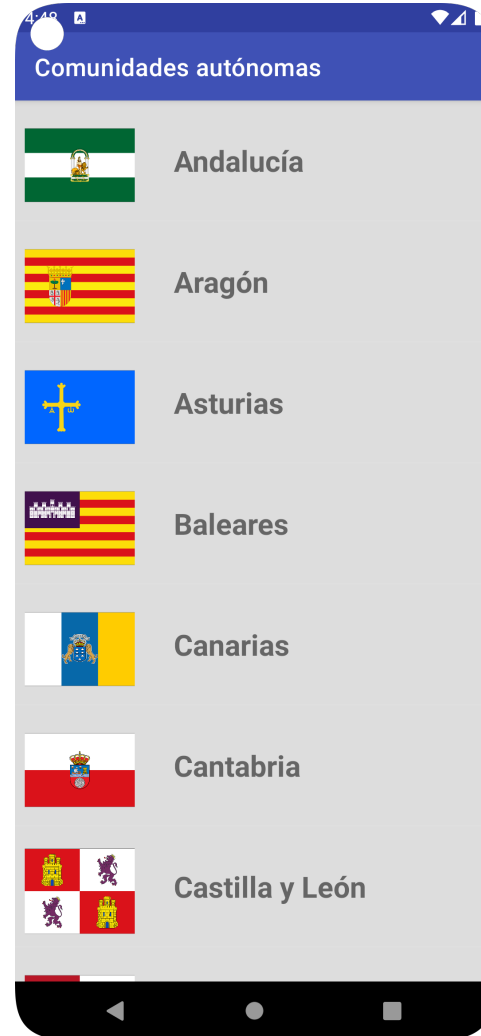 4:48
A
Comunidades autónomas
Andalucía
Aragón
Asturias
Baleares
Canarias
Cantabria
Castilla y León